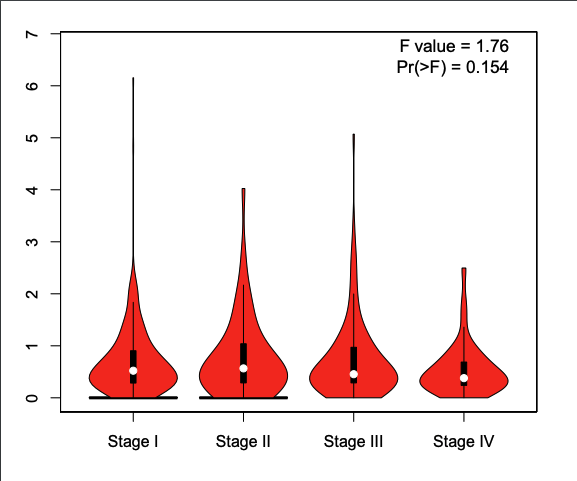 F value = 1.76
Pr(>F) = 0.154
7
6
5
4
3
2
1
0
Stage I Stage II Stage III Stage IV